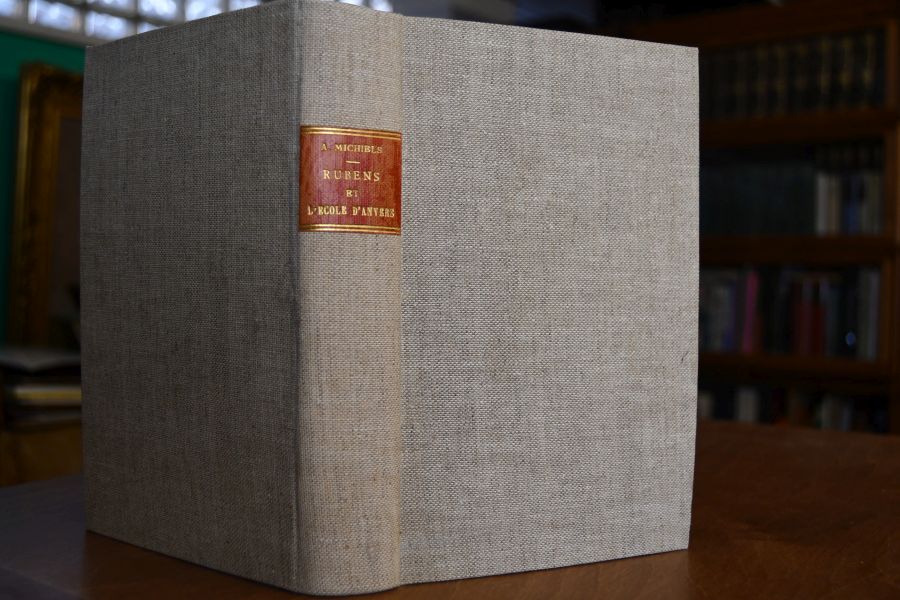 A. MICHIELS
RUBENS
ET
L'ECOLE D'ANVERS